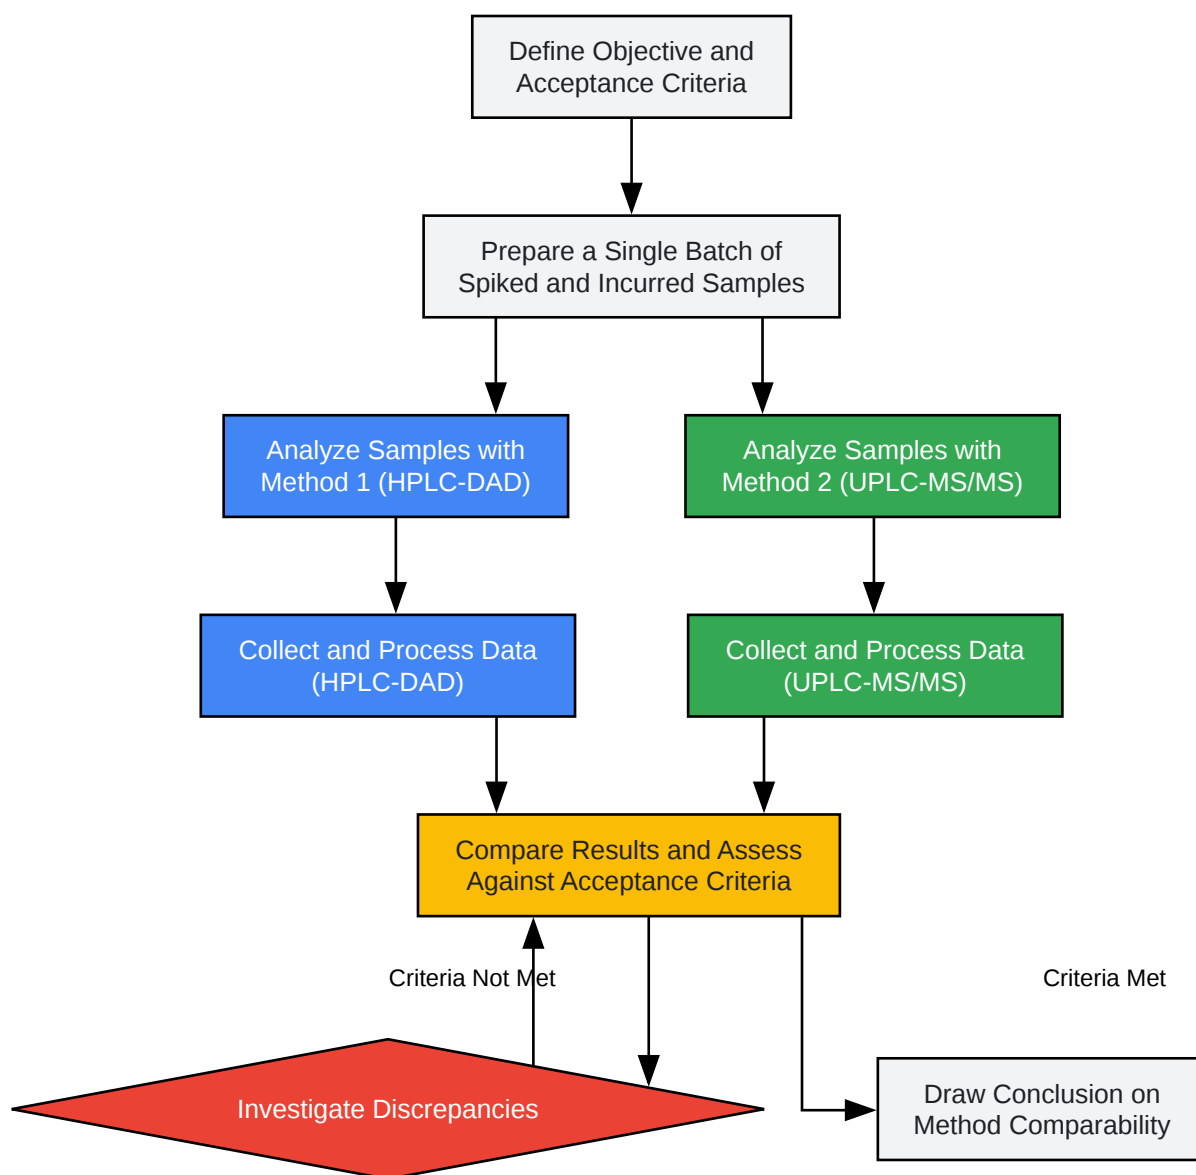 Define Objective and
Acceptance Criteria
Prepare a Single Batch of
Spiked and Incurred Samples
Analyze Samples with
Method 1 (HPLC-DAD)
Analyze Samples with
Method 2 (UPLC-MS/MS)
Collect and Process Data
(HPLC-DAD)
Collect and Process Data
(UPLC-MS/MS)
Compare Results and Assess
Against Acceptance Criteria
Criteria Not Met
Criteria Met
Investigate Discrepancies
Draw Conclusion on
Method Comparability